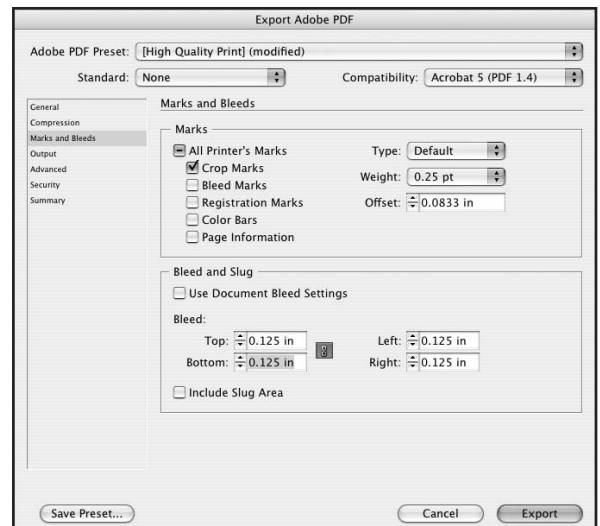 Export Adobe PDF
Adobe PDF Preset: [High Quality Print] (modified)
Standard: None Compatibility: Acrobat 5 (PDF 1.4)
General
Compression
Marks and Bleeds
Output
Advanced
Security
Summary
Marks and Bleeds
Marks
All Printer's Marks
Crop Marks
Bleed Marks
Registration Marks
Color Bars
Page Information
Type: Default
Weight: 0.25 pt
Offset: 0.0833 in
Bleed and Slug
Use Document Bleed Settings
Bleed:
Top: 0.125 in Left: 0.125 in
Bottom: 0.125 in Right: 0.125 in
Include Slug Area
Save Preset... Cancel Export